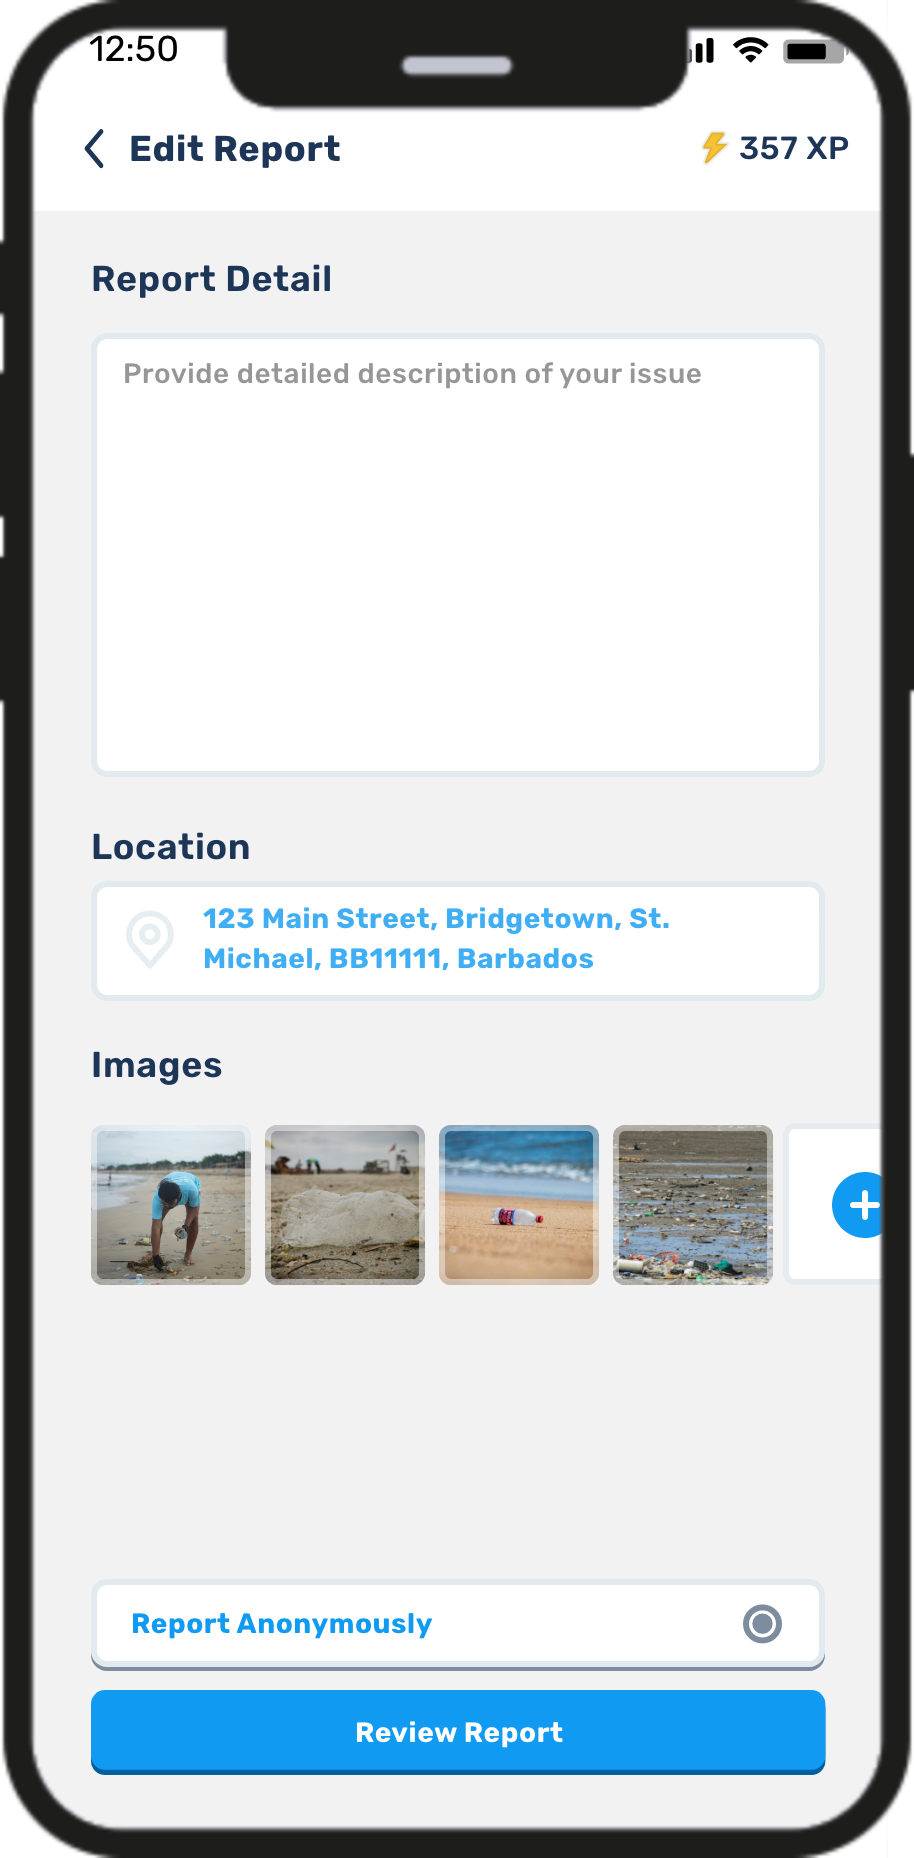 12:50
Edit Report
357 XP
Report Detail
Provide detailed description of your issue
Location
123 Main Street, Bridgetown, St.
Michael, BB11111, Barbados
Images
Report Anonymously
Review Report